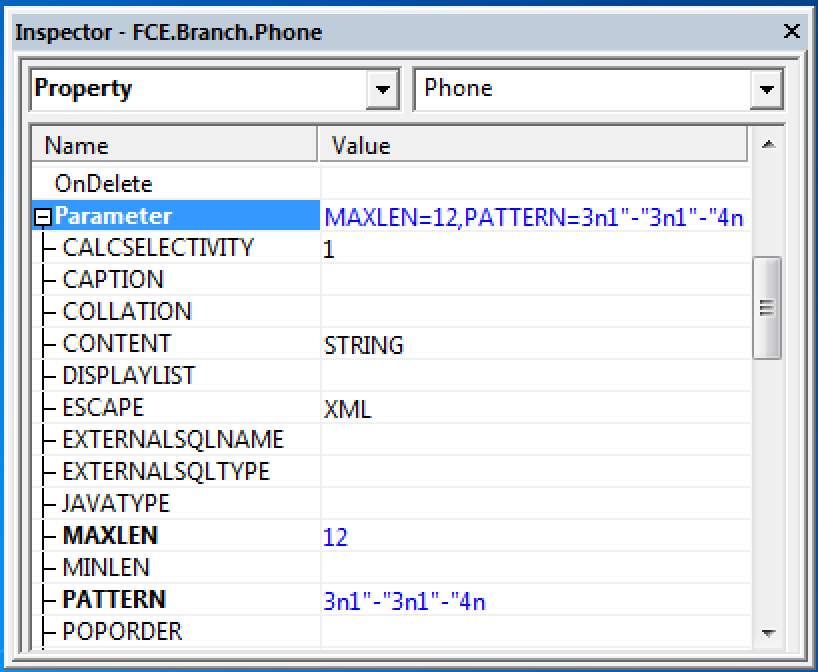 Inspector - FCE.Branch.Phone
Property Phone
Name Value
OnDelete
Parameter MAXLEN=12,PATTERN=3n1"-"3n1"-"4n
CALCSELECTIVITY 1
CAPTION
COLLATION
CONTENT STRING
DISPLAYLIST
ESCAPE XML
EXTERNALSQLNAME
EXTERNALSQLTYPE
JAVATYPE
MAXLEN 12
MINLEN
PATTERN 3n1"-"3n1"-"4n
POPORDER